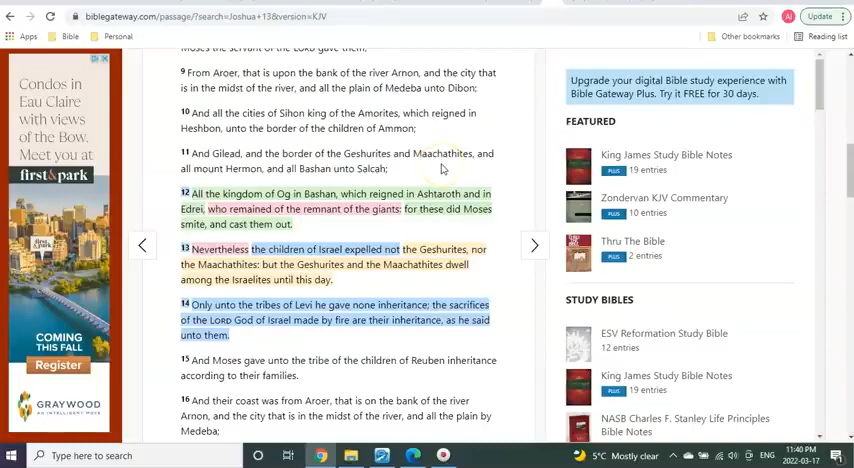 biblegateway.com/passage/?search=Joshua+13&version=KJV
AI
Update
Apps
Bible
Personal
Other bookmarks
Reading list
Condos in
Eau Claire
with views
of the Bow.
Meet you at
first&park
first
&park
COMING
THIS FALL
Register
GRAYWOOD
AN INTELLIGENT MOVE
Moses the servant of the LORD gave them;
9 From Aroer, that is upon the bank of the river Arnon, and the city that
is in the midst of the river, and all the plain of Medeba unto Dibon;
10 And all the cities of Sihon king of the Amorites, which reigned in
Heshbon, unto the border of the children of Ammon;
11 And Gilead, and the border of the Geshurites and Maachathites, and
all mount Hermon, and all Bashan unto Salcah;
12 All the kingdom of Og in Bashan, which reigned in Ashtaroth and in
Edrei, who remained of the remnant of the giants: for these did Moses
smite, and cast them out.
13 Nevertheless the children of Israel expelled not the Geshurites, nor
the Maachathites: but the Geshurites and the Maachathites dwell
among the Israelites until this day.
14 Only unto the tribes of Levi he gave none inheritance; the sacrifices
of the LORD God of Israel made by fire are their inheritance, as he said
unto them.
15 And Moses gave unto the tribe of the children of Reuben inheritance
according to their families.
16 And their coast was from Aroer, that is on the bank of the river
Arnon, and the city that is in the midst of the river, and all the plain by
Medeba;
Upgrade your digital Bible study experience with
Bible Gateway Plus. Try it FREE for 30 days.
FEATURED
King James Study Bible Notes
PLUS 19 entries
Zondervan KJV Commentary
PLUS 10 entries
Thru The Bible
PLUS 2 entries
STUDY BIBLES
ESV Reformation Study Bible
12 entries
King James Study Bible Notes
PLUS 19 entries
NASB Charles F. Stanley Life Principles
Bible Notes
Type here to search
5°C Mostly clear
ENG
11:40 PM
2022-03-17